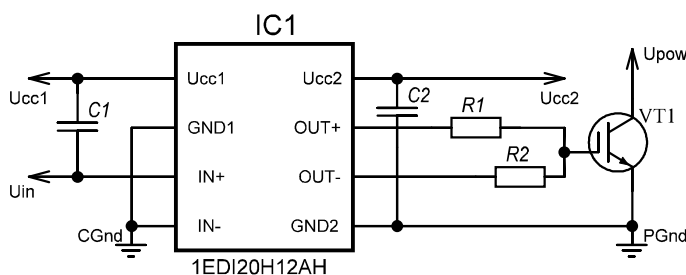 IC1
Ucc1
C1
Uin
CGnd
Ucc1
GND1
IN+
IN-
Ucc2
OUT+
OUT-
GND2
1EDI20H12AH
C2
R1
R2
Ucc2
Upow
VT1
PGnd